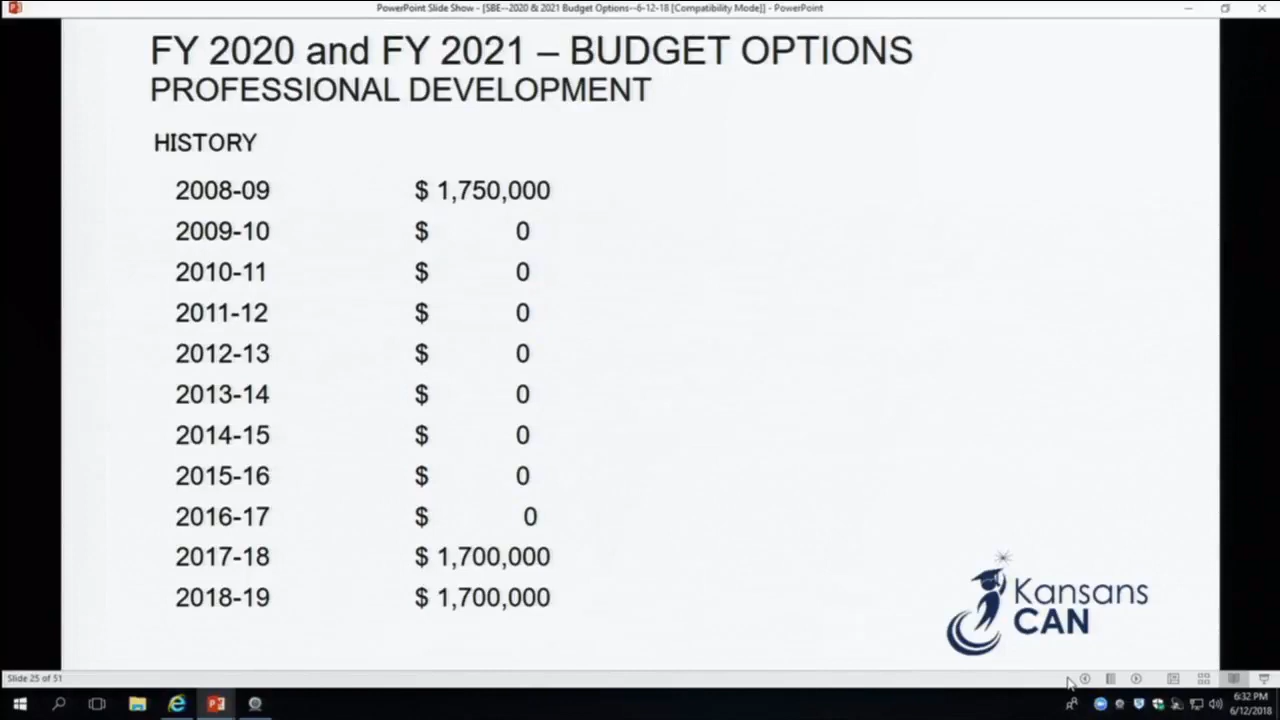 PowerPoint Slide Show - [SBE--2020 & 2021 Budget Options--6-12-18 [Compatibility Mode]] - PowerPoint
FY 2020 and FY 2021 – BUDGET OPTIONS
PROFESSIONAL DEVELOPMENT
HISTORY
2008-09 $ 1,750,000
2009-10 $ 0
2010-11 $ 0
2011-12 $ 0
2012-13 $ 0
2013-14 $ 0
2014-15 $ 0
2015-16 $ 0
2016-17 $ 0
2017-18 $ 1,700,000
2018-19 $ 1,700,000
Kansans
CAN
Slide 25 of 51
6:32 PM
6/12/2018